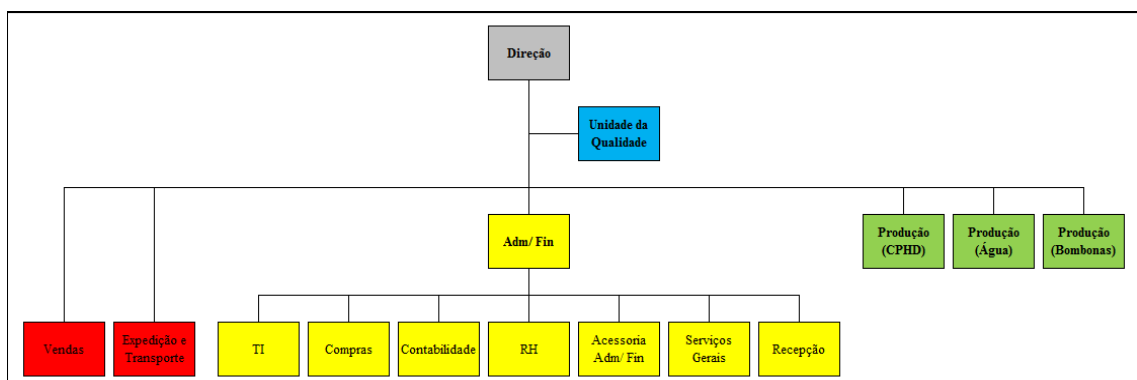 Direção
Unidade da
Qualidade
Adm/ Fin
Produção
(CPHD)
Produção
(Água)
Produção
(Bombonas)
Vendas
Expedição e
Transporte
TI
Compras
Contabilidade
RH
Acessoria
Adm/ Fin
Serviços
Gerais
Recepção